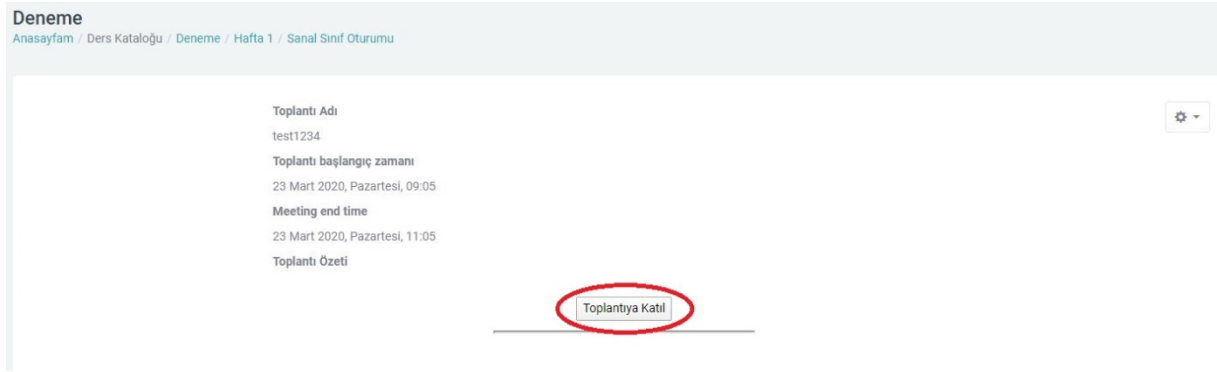 Deneme
Anasayfam / Ders Kataloğu / Deneme / Hafta 1 / Sanal Sınıf Oturumu
Toplantı Adı
test1234
Toplantı başlangıç zamanı
23 Mart 2020, Pazartesi, 09:05
Meeting end time
23 Mart 2020, Pazartesi, 11:05
Toplantı Özeti
Toplantıya Katıl